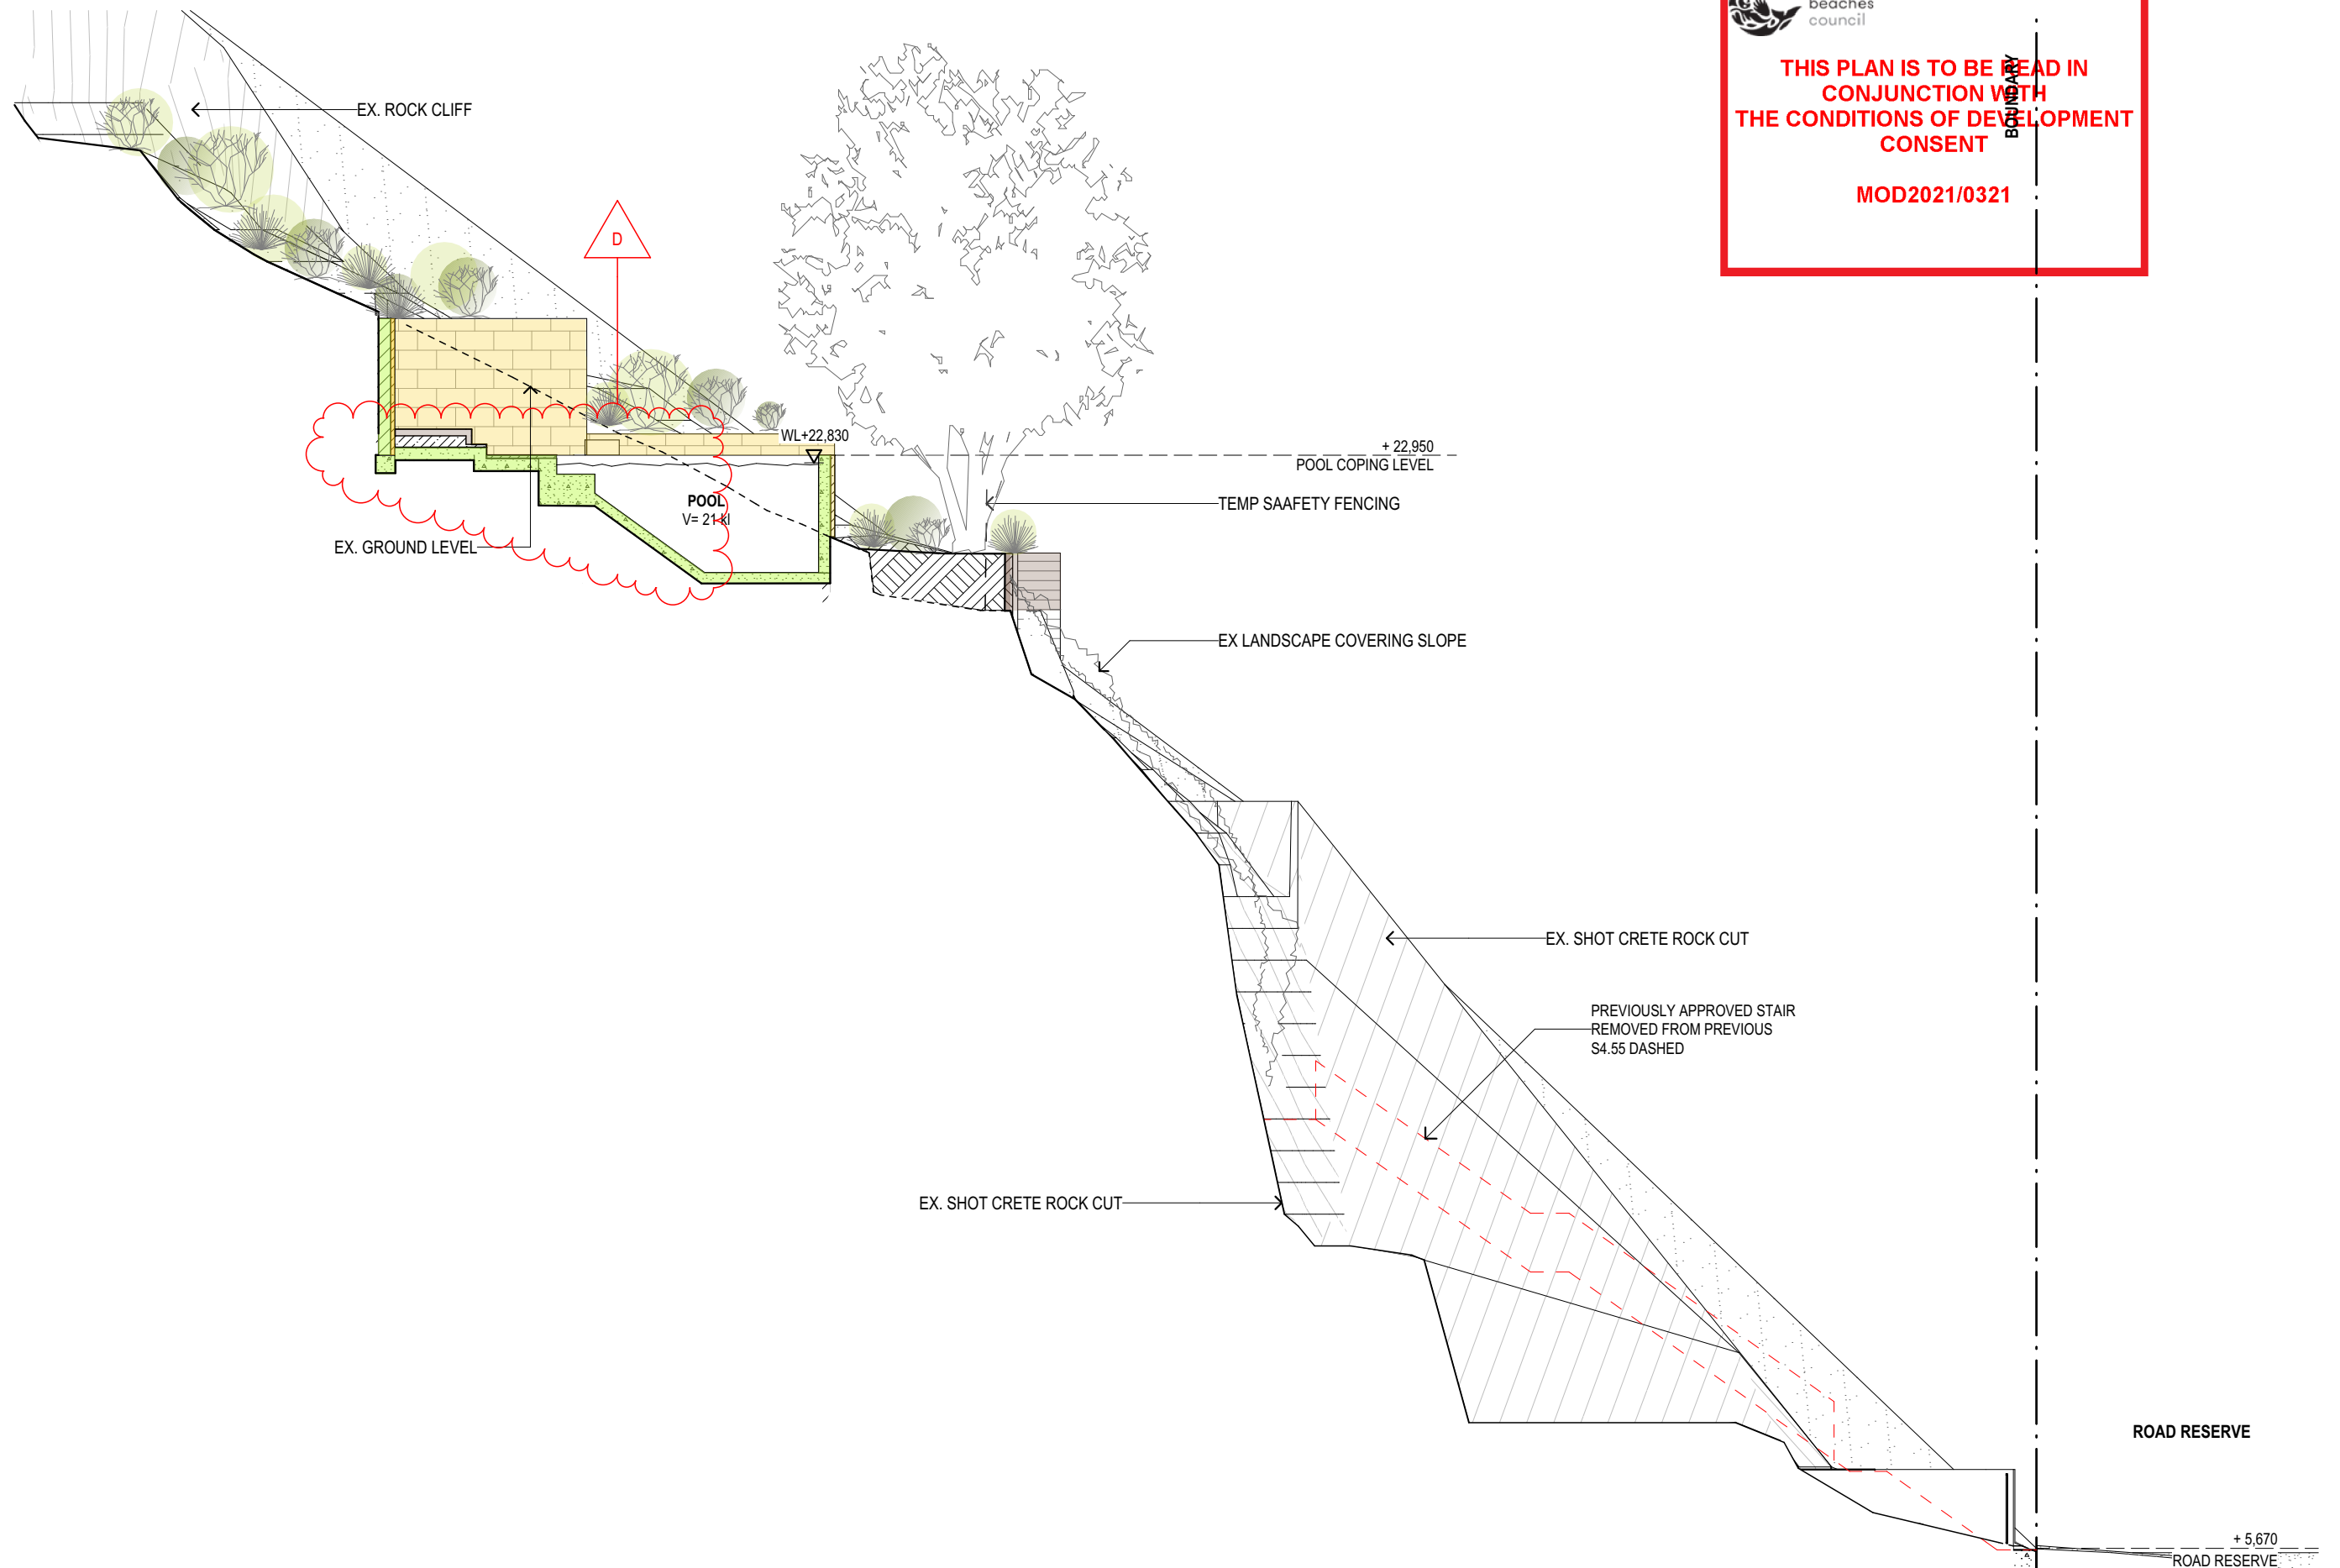 beaches
council
THIS PLAN IS TO BE READ IN
CONJUNCTION WITH
THE CONDITIONS OF DEVELOPMENT
CONSENT
MOD2021/0321
BOUNDARY
EX. ROCK CLIFF
D
WL+22,830
+ 22,950
POOL COPING LEVEL
POOL
V= 21 kl
TEMP SAAFETY FENCING
EX. GROUND LEVEL
EX LANDSCAPE COVERING SLOPE
EX. SHOT CRETE ROCK CUT
PREVIOUSLY APPROVED STAIR
REMOVED FROM PREVIOUS
S4.55 DASHED
EX. SHOT CRETE ROCK CUT
ROAD RESERVE
+ 5,670
ROAD RESERVE